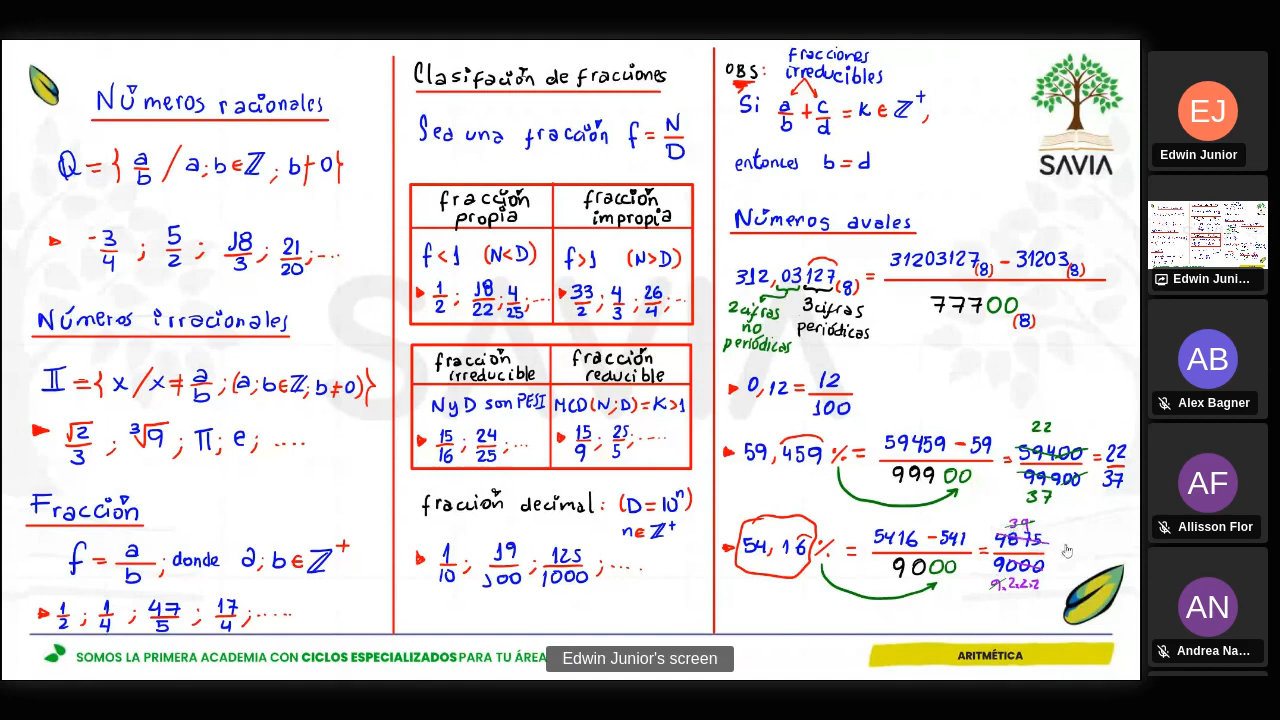 Números racionales
Q = { a/b / a; b ∈ Z ; b ≠ 0}
-3/4 ; 5/2 ; 18/3 ; 21/20 ; ...
Números irracionales
II = { x / x ≠ a/b ; (a; b ∈ Z; b ≠ 0)}
√2/3 ; ³√9 ; π ; e ; ....
Fracción
f = a/b ; donde a; b ∈ Z⁺
1/2 ; 1/4 ; 47/5 ; 17/4 ; .....
Clasifación de fracciones
Sea una fracción f = N/D
fracción propia
fracción impropia
f < 1 (N<D)
f > 1 (N>D)
1/2 ; 18/22 ; 4/25 ; ...
33/2 ; 4/3 ; 26/4 ; ...
fracción irreducible
fracción reducible
N y D son PESI
MCD(N; D) = K > 1
15/16 ; 24/25 ; ...
15/9 ; 25/5 ; .....
fracción decimal: (D = 10ⁿ)
n ∈ Z⁺
1/10 ; 19/100 ; 125/1000 ; ....
OBS: fracciones
irreducibles
Si a/b + c/d = K ∈ Z⁺,
entonces b = d
Números avales
312,03127(8) = 31203127(8) - 31203(8) / 77700(8)
2 cifras no periódicas
3 cifras periódicas
0,12 = 12/100
59,459 % = 59459 - 59 / 99900 = 59400/99900 = 22/37
22
37
54,16 % = 5416 - 541 / 9000 = 4875/9000
39
SAVIA
SOMOS LA PRIMERA ACADEMIA CON CICLOS ESPECIALIZADOS PARA TU ÁREA
ARITMÉTICA
Edwin Junior's screen
EJ
Edwin Junior
Edwin Juni...
AB
Alex Bagner
AF
Allisson Flor
AN
Andrea Na...